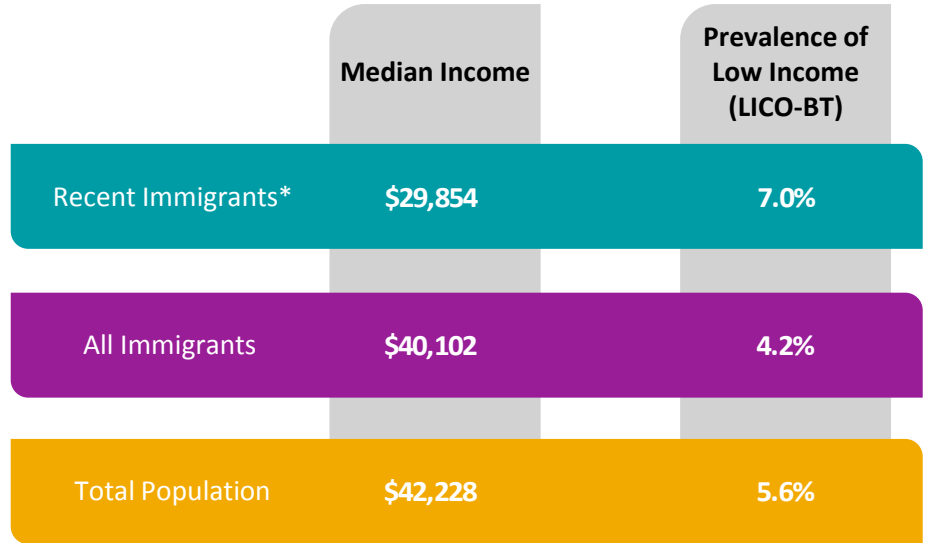 Median Income
Prevalence of
Low Income
(LICO-BT)
Recent Immigrants* $29,854 7.0%
All Immigrants $40,102 4.2%
Total Population $42,228 5.6%